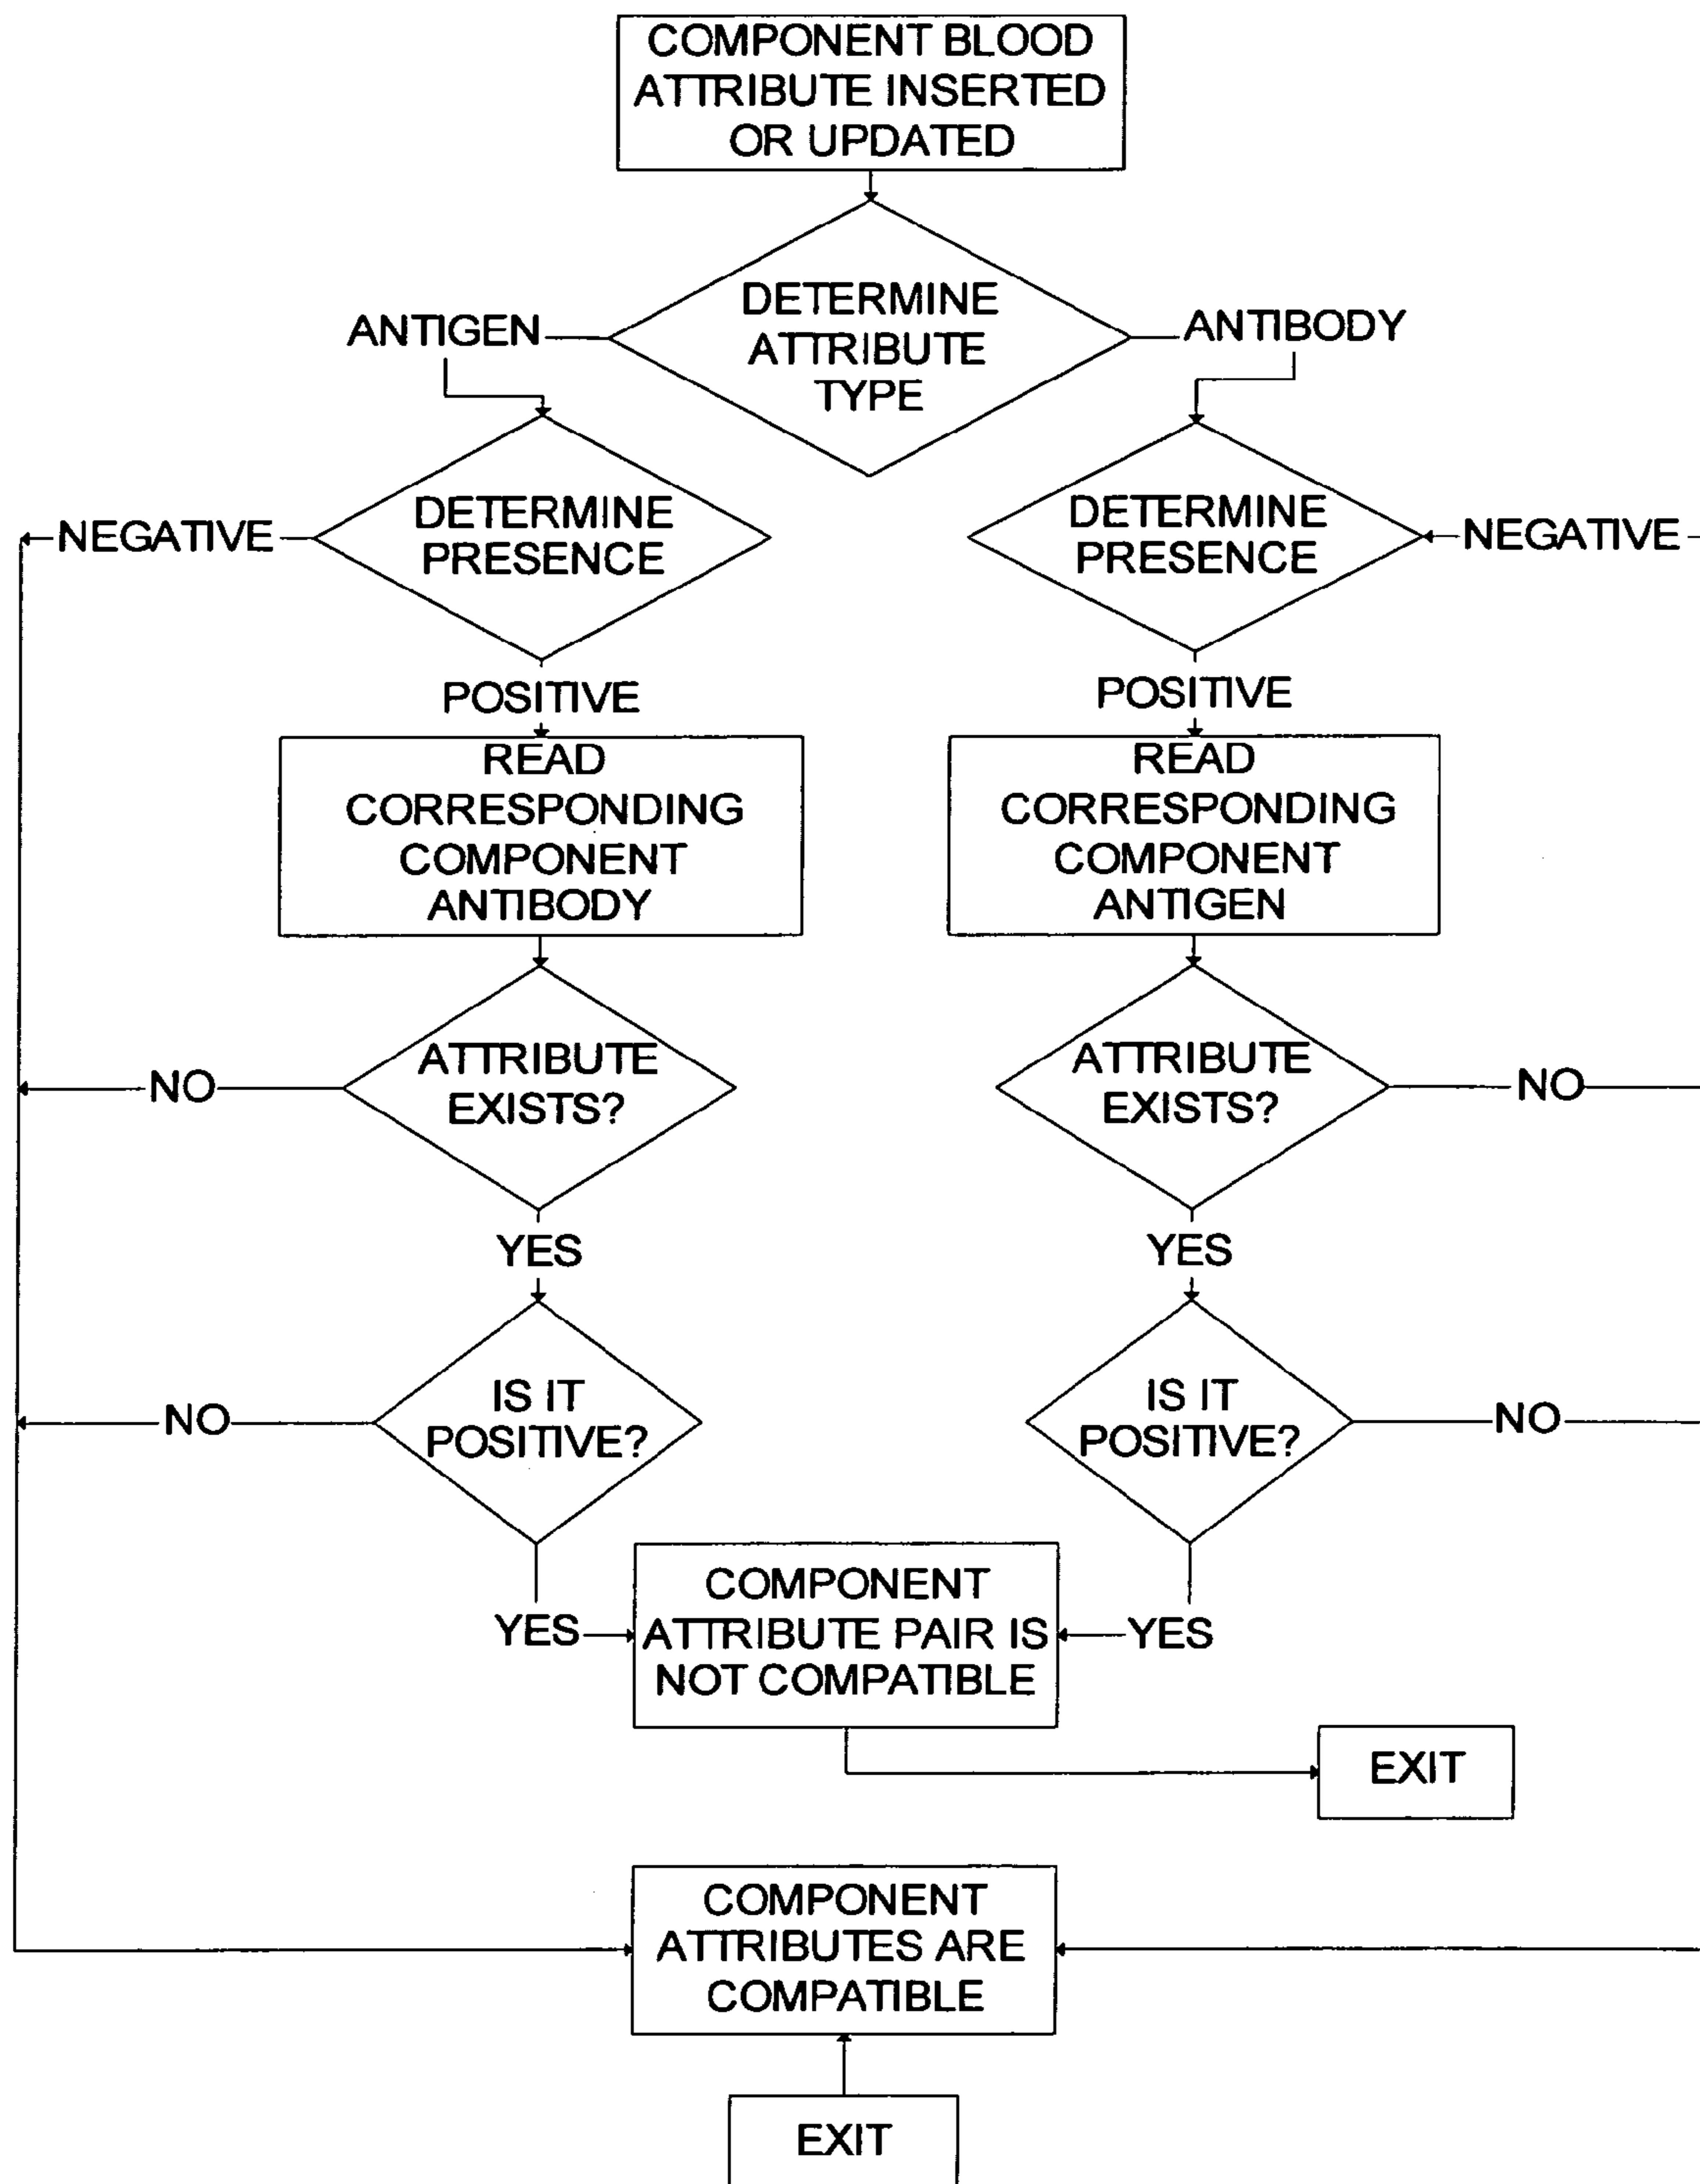 COMPONENT BLOOD
ATTRIBUTE INSERTED
OR UPDATED
DETERMINE
ATTRIBUTE
TYPE
ANTIGEN
ANTIBODY
DETERMINE
PRESENCE
NEGATIVE
DETERMINE
PRESENCE
NEGATIVE
POSITIVE
POSITIVE
READ
CORRESPONDING
COMPONENT
ANTIBODY
READ
CORRESPONDING
COMPONENT
ANTIGEN
ATTRIBUTE
EXISTS?
NO
ATTRIBUTE
EXISTS?
NO
YES
YES
IS IT
POSITIVE?
NO
IS IT
POSITIVE?
NO
YES
COMPONENT
ATTRIBUTE PAIR IS
NOT COMPATIBLE
YES
EXIT
COMPONENT
ATTRIBUTES ARE
COMPATIBLE
EXIT